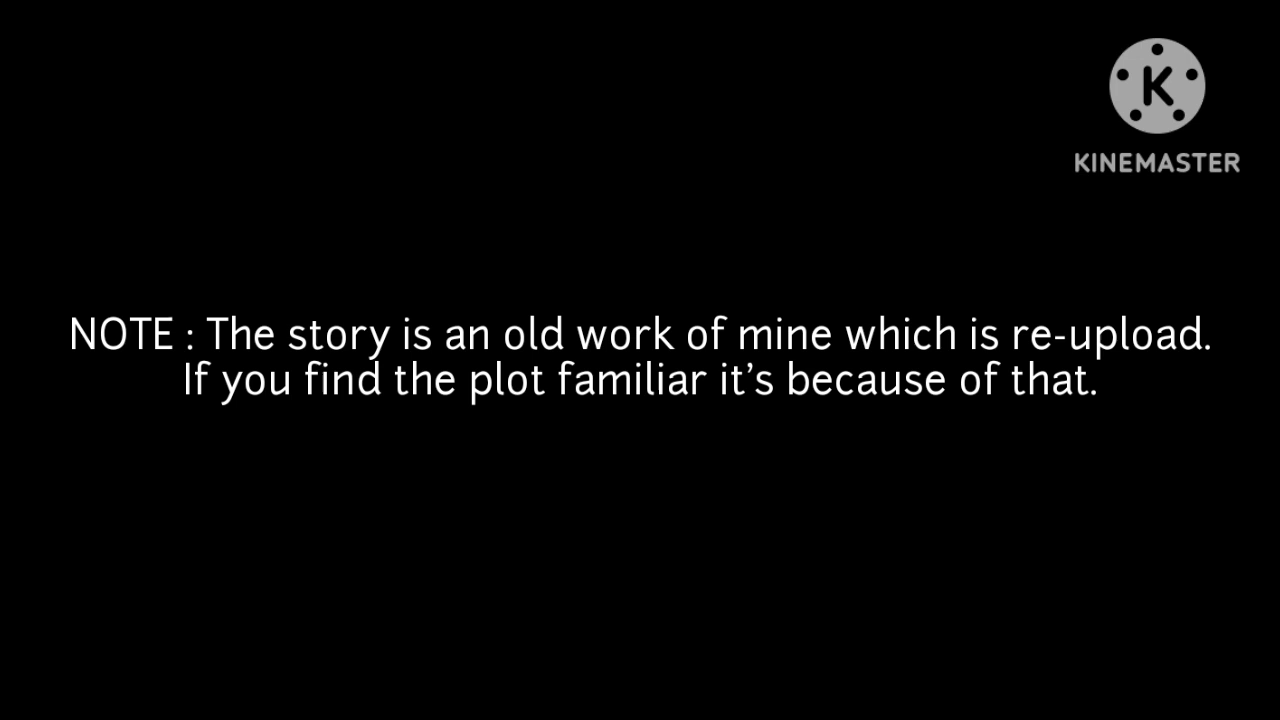 K
KINEMASTER
NOTE : The story is an old work of mine which is re-upload.
If you find the plot familiar it’s because of that.